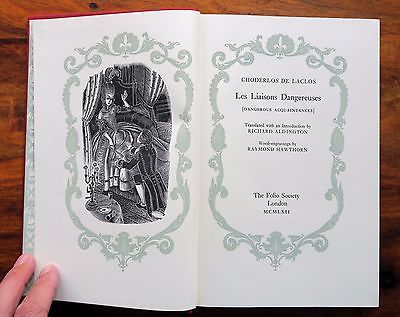 CHODERLOS DE LACLOS
Les Liaisons Dangereuses
[DANGEROUS ACQUAINTANCES]
Translated with an Introduction by
RICHARD ALDINGTON
Wood-engravings by
RAYMOND HAWTHORN
The Folio Society
London
MCMLXII